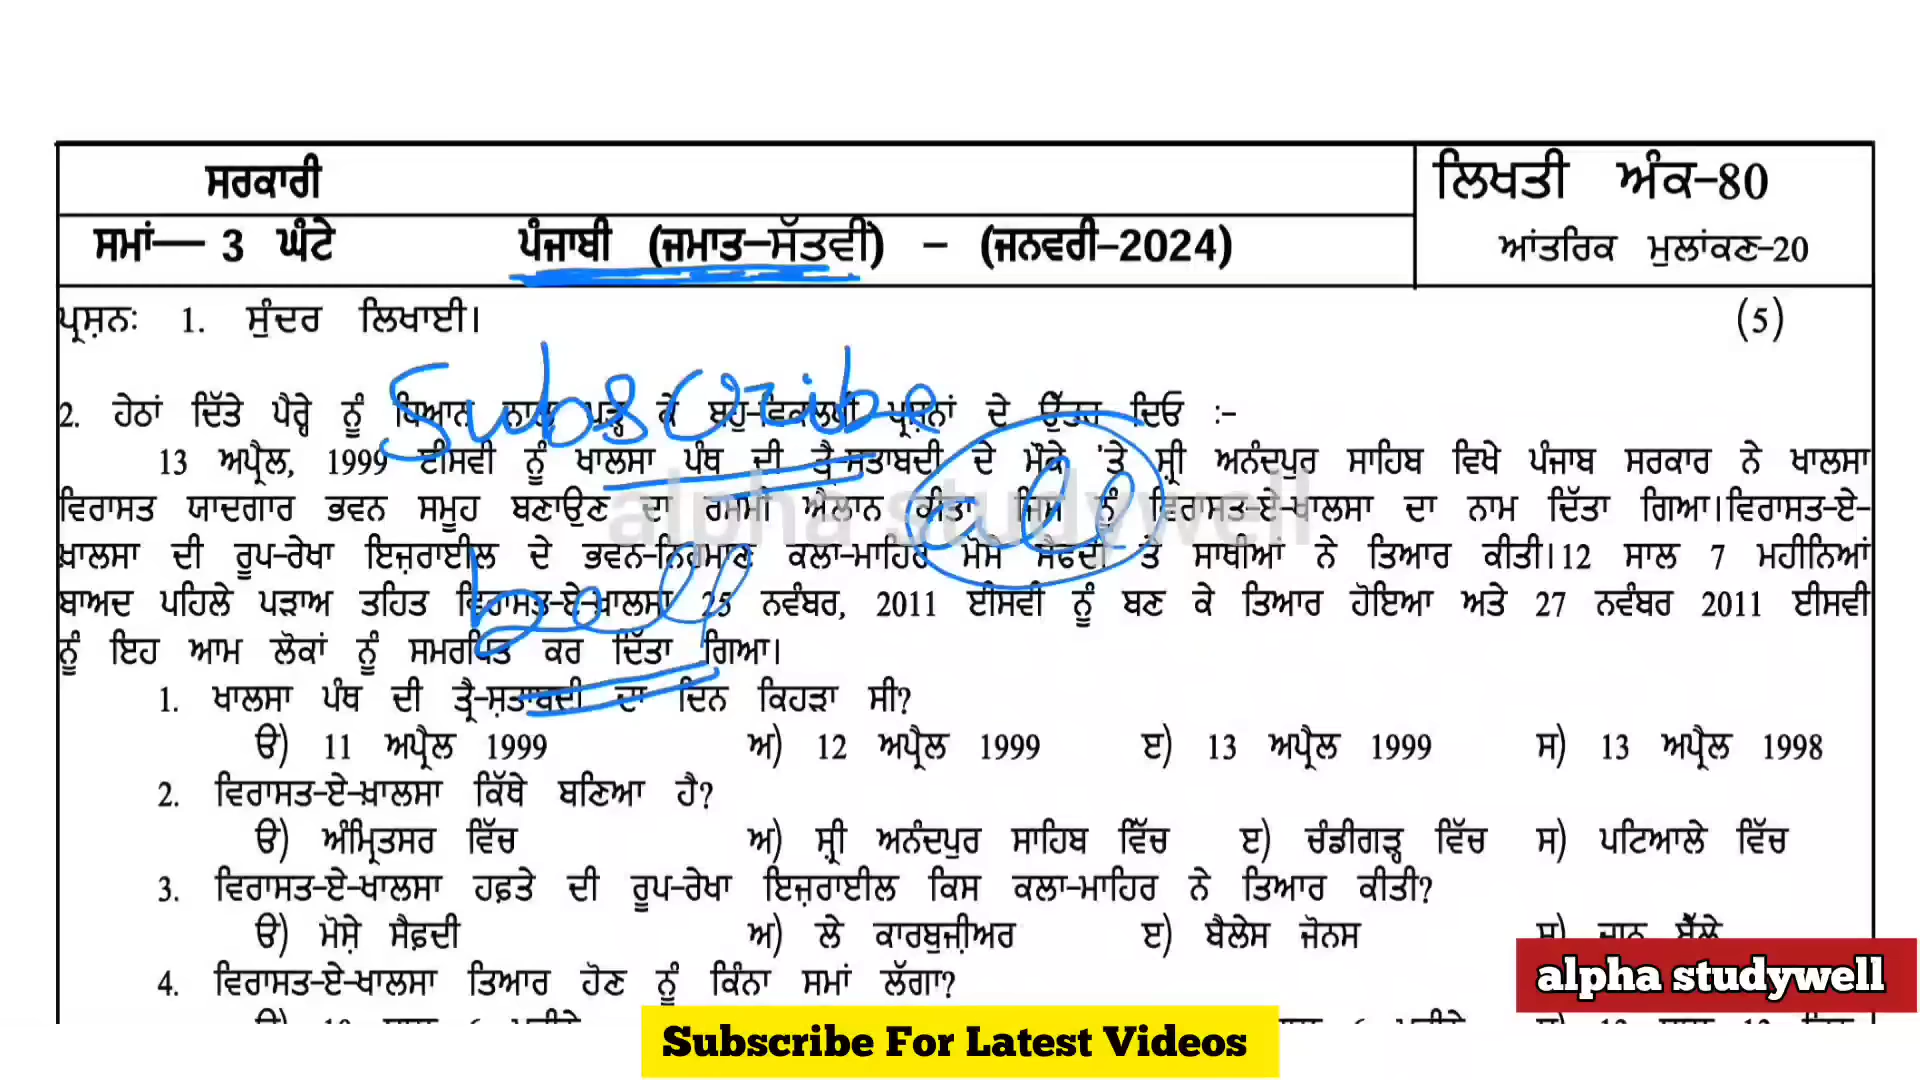 ਸਰਕਾਰੀ
ਲਿਖਤੀ ਅੰਕ-80
ਸਮਾਂ— 3 ਘੰਟੇ ਪੰਜਾਬੀ (ਜਮਾਤ-ਸੱਤਵੀ) - (ਜਨਵਰੀ-2024)
ਆਂਤਰਿਕ ਮੁਲਾਂਕਣ-20
ਪ੍ਰਸ਼ਨਃ 1. ਸੁੰਦਰ ਲਿਖਾਈ। (5)
Subscribe
2. ਹੇਠਾਂ ਦਿੱਤੇ ਪੈਰ੍ਹੇ ਨੂੰ ਧਿਆਨ ਨਾਲ ਪੜ੍ਹ ਕੇ ਬਹੁ-ਵਿਕਲਪੀ ਪ੍ਰਸ਼ਨਾਂ ਦੇ ਉੱਤਰ ਦਿਓ :-
13 ਅਪ੍ਰੈਲ, 1999 ਈਸਵੀ ਨੂੰ ਖਾਲਸਾ ਪੰਥ ਦੀ ਤ੍ਰੈ-ਸ਼ਤਾਬਦੀ ਦੇ ਮੌਕੇ 'ਤੇ ਸ਼੍ਰੀ ਅਨੰਦਪੁਰ ਸਾਹਿਬ ਵਿਖੇ ਪੰਜਾਬ ਸਰਕਾਰ ਨੇ ਖਾਲਸਾ
alpha studywell
all
ਵਿਰਾਸਤ ਯਾਦਗਾਰ ਭਵਨ ਸਮੂਹ ਬਣਾਉਣ ਦਾ ਰਸਮੀ ਐਲਾਨ ਕੀਤਾ ਜਿਸ ਨੂੰ ਵਿਰਾਸਤ-ਏ-ਖਾਲਸਾ ਦਾ ਨਾਮ ਦਿੱਤਾ ਗਿਆ।ਵਿਰਾਸਤ-ਏ-
ਖ਼ਾਲਸਾ ਦੀ ਰੂਪ-ਰੇਖਾ ਇਜ਼ਰਾਈਲ ਦੇ ਭਵਨ-ਨਿਰਮਾਣ ਕਲਾ-ਮਾਹਿਰ ਮੋਸੇ ਸੈਫਦੀ ਤੇ ਸਾਥੀਆਂ ਨੇ ਤਿਆਰ ਕੀਤੀ।12 ਸਾਲ 7 ਮਹੀਨਿਆਂ
bell
ਬਾਅਦ ਪਹਿਲੇ ਪੜਾਅ ਤਹਿਤ ਵਿਰਾਸਤ-ਏ-ਖਾਲਸਾ 25 ਨਵੰਬਰ, 2011 ਈਸਵੀ ਨੂੰ ਬਣ ਕੇ ਤਿਆਰ ਹੋਇਆ ਅਤੇ 27 ਨਵੰਬਰ 2011 ਈਸਵੀ
ਨੂੰ ਇਹ ਆਮ ਲੋਕਾਂ ਨੂੰ ਸਮਰਪਿਤ ਕਰ ਦਿੱਤਾ ਗਿਆ।
1. ਖਾਲਸਾ ਪੰਥ ਦੀ ਤ੍ਰੈ-ਸ਼ਤਾਬਦੀ ਦਾ ਦਿਨ ਕਿਹੜਾ ਸੀ?
ੳ) 11 ਅਪ੍ਰੈਲ 1999 ਅ) 12 ਅਪ੍ਰੈਲ 1999 ੲ) 13 ਅਪ੍ਰੈਲ 1999 ਸ) 13 ਅਪ੍ਰੈਲ 1998
2. ਵਿਰਾਸਤ-ਏ-ਖ਼ਾਲਸਾ ਕਿੱਥੇ ਬਣਿਆ ਹੈ?
ੳ) ਅੰਮ੍ਰਿਤਸਰ ਵਿੱਚ ਅ) ਸ਼੍ਰੀ ਅਨੰਦਪੁਰ ਸਾਹਿਬ ਵਿੱਚ ੲ) ਚੰਡੀਗੜ੍ਹ ਵਿੱਚ ਸ) ਪਟਿਆਲੇ ਵਿੱਚ
3. ਵਿਰਾਸਤ-ਏ-ਖਾਲਸਾ ਹਫ਼ਤੇ ਦੀ ਰੂਪ-ਰੇਖਾ ਇਜ਼ਰਾਈਲ ਕਿਸ ਕਲਾ-ਮਾਹਿਰ ਨੇ ਤਿਆਰ ਕੀਤੀ?
ੳ) ਮੋਸ਼ੇ ਸੈਫ਼ਦੀ ਅ) ਲੇ ਕਾਰਬੁਜ਼ੀਅਰ ੲ) ਬੈਲੇਸ ਜੋਨਸ ਸ)
4. ਵਿਰਾਸਤ-ਏ-ਖਾਲਸਾ ਤਿਆਰ ਹੋਣ ਨੂੰ ਕਿੰਨਾ ਸਮਾਂ ਲੱਗਾ?
alpha studywell
Subscribe For Latest Videos